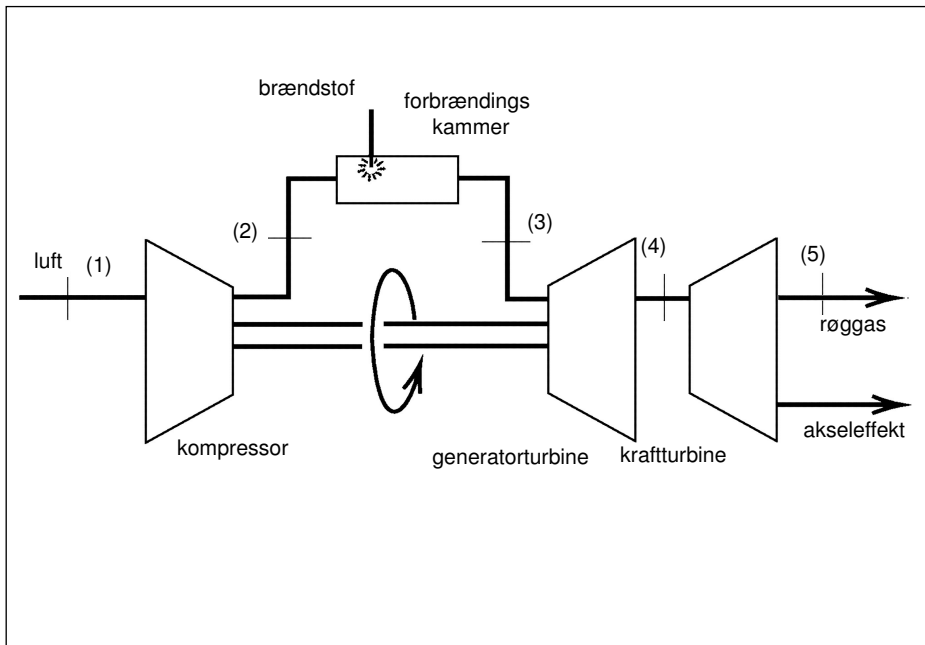 brændstof
forbrændings
kammer
(2)
(3)
luft
(1)
(4)
(5)
røggas
akseleffekt
kompressor
generatorturbine
kraftturbine